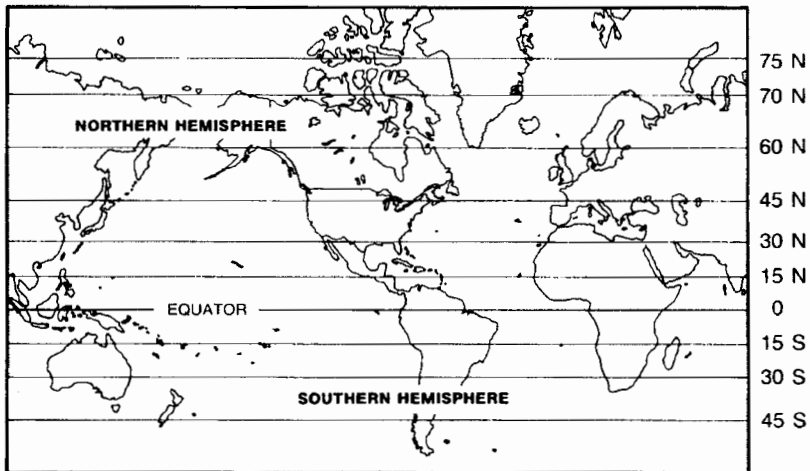 75 N
70 N
NORTHERN HEMISPHERE
60 N
45 N
30 N
15 N
EQUATOR
0
15 S
30 S
SOUTHERN HEMISPHERE
45 S